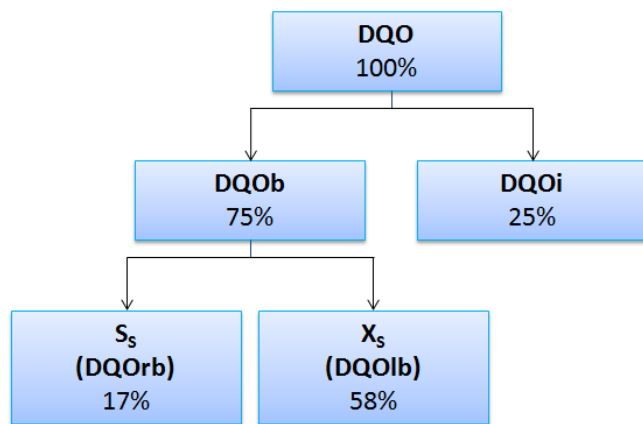 DQO
100%
DQOb
75%
DQOi
25%
Ss
(DQOrb)
17%
Xs
(DQOlb)
58%